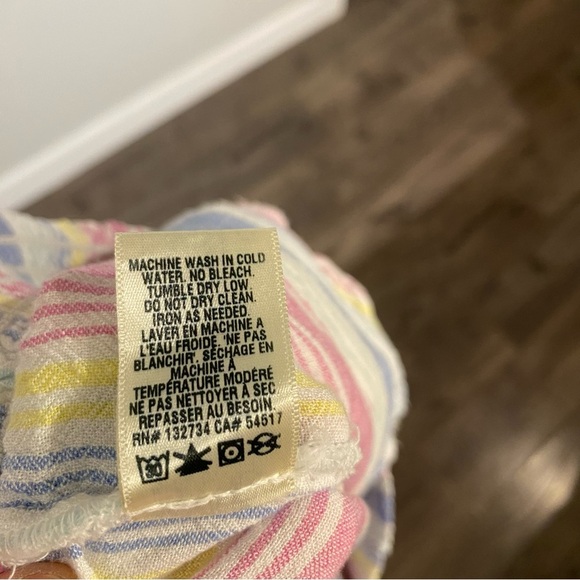 MACHINE WASH IN COLD
WATER. NO BLEACH.
TUMBLE DRY LOW.
DO NOT DRY CLEAN.
IRON AS NEEDED.
LAVER EN MACHINE A
L'EAU FROIDE, 'NE PAS
BLANCHIR'. SÉCHAGE EN
MACHINE À
TEMPÉRATURE MODÉRÉ
NE PAS NETTOYER À SEC
REPASSER AU BESOIN.
RN# 132734 CA# 54517
30